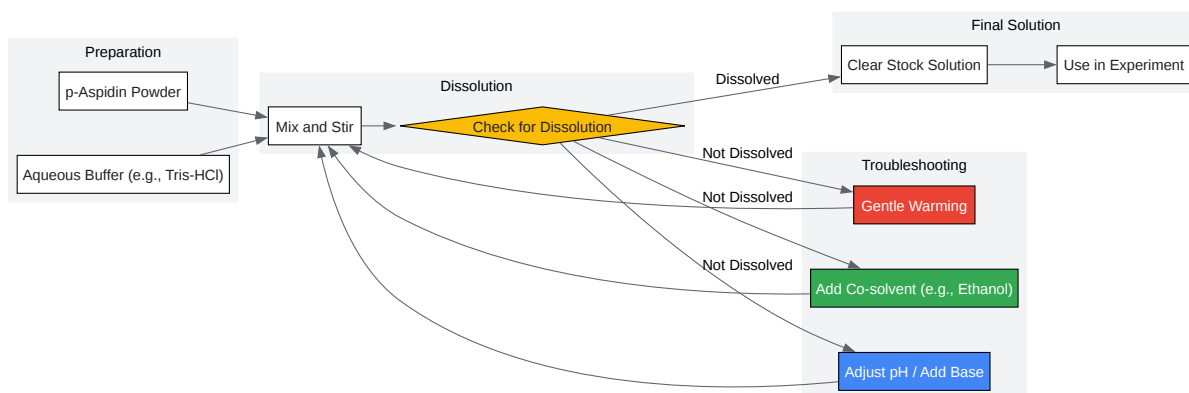 Preparation
p-Aspidin Powder
Aqueous Buffer (e.g., Tris-HCl)
Dissolution
Mix and Stir
Check for Dissolution
Dissolved
Not Dissolved
Not Dissolved
Not Dissolved
Final Solution
Clear Stock Solution
Use in Experiment
Troubleshooting
Gentle Warming
Add Co-solvent (e.g., Ethanol)
Adjust pH / Add Base